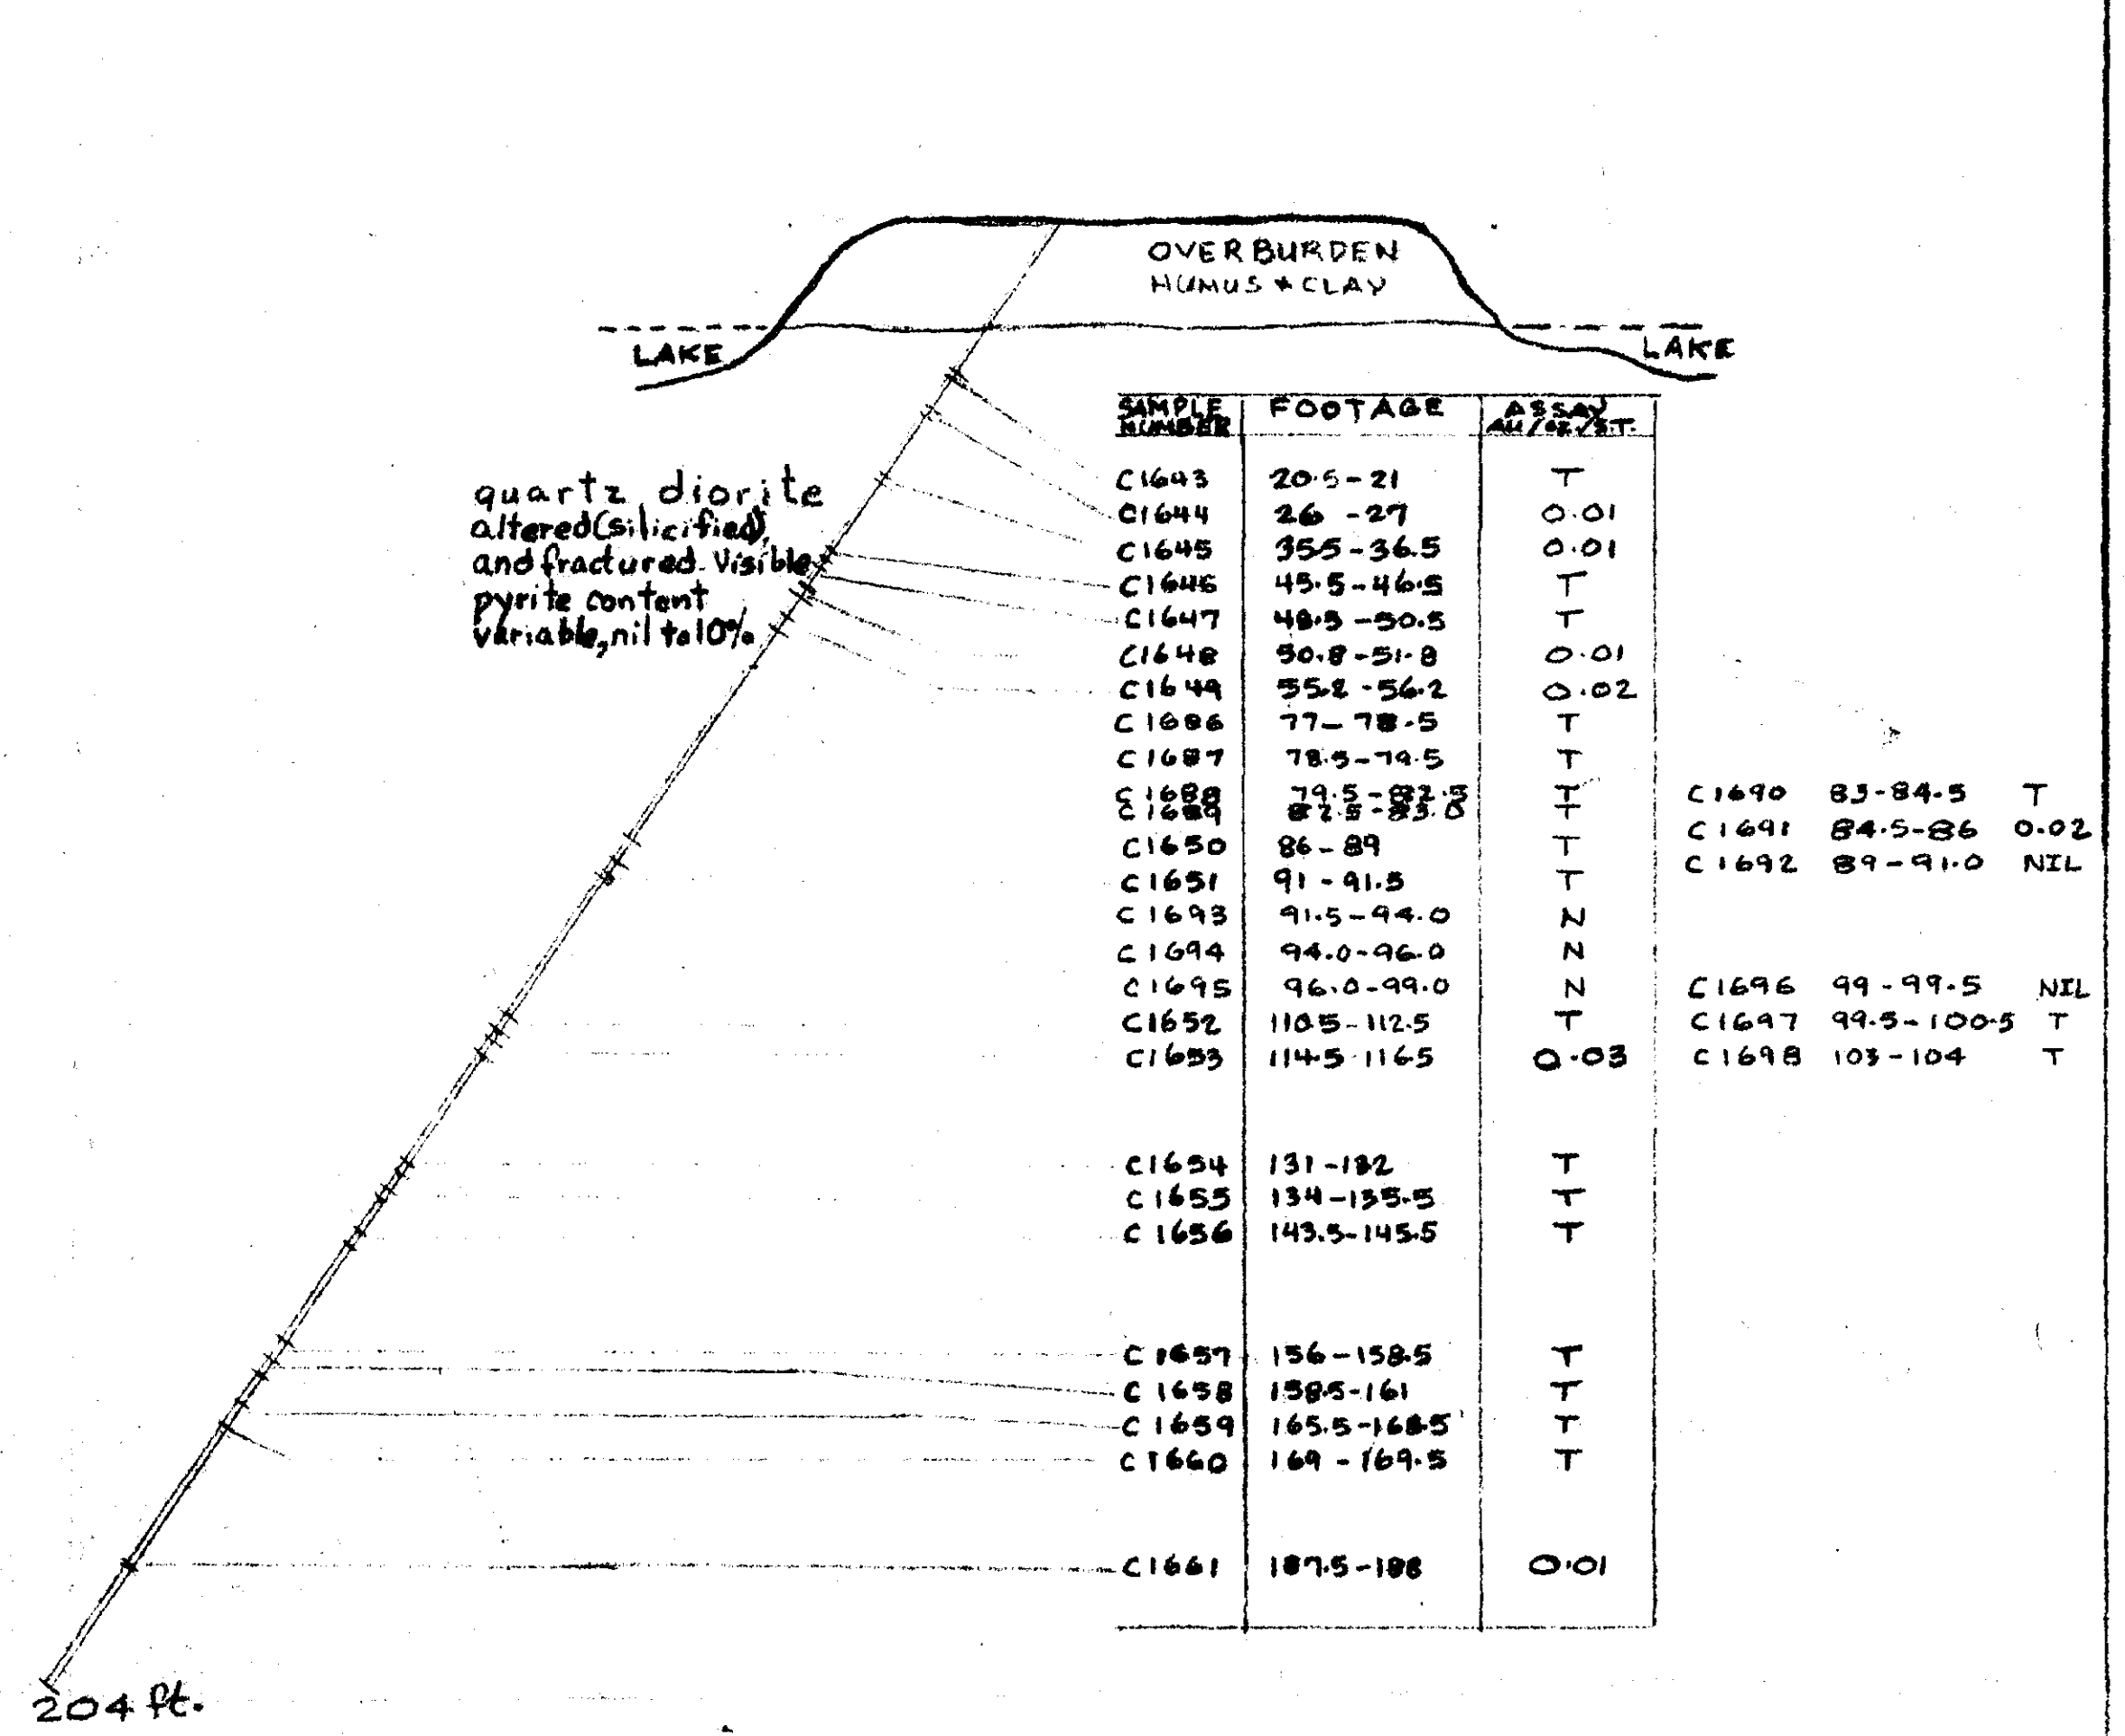 OVERBURDEN
HUMUS & CLAY
LAKE
LAKE
quartz diorite
altered (silicified),
and fractured. Visible
pyrite content
variable, nil to 10%
SAMPLE NUMBER FOOTAGE ASSAY AU/OZ./S.T.
C1643 20.5-21 T
C1644 26-27 0.01
C1645 35.5-36.5 0.01
C1646 45.5-46.5 T
C1647 48.5-50.5 T
C1648 50.8-51.8 0.01
C1649 55.2-56.2 0.02
C1686 77-78.5 T
C1687 78.5-79.5 T
C1688 79.5-82.5 T C1690 83-84.5 T
C1689 82.5-83.0 T C1691 84.5-86 0.02
C1650 86-89 T C1692 89-91.0 NIL
C1651 91-91.5 T
C1693 91.5-94.0 N
C1694 94.0-96.0 N
C1695 96.0-99.0 N C1696 99-99.5 NIL
C1652 110.5-112.5 T C1697 99.5-100.5 T
C1653 114.5-116.5 0.03 C1698 103-104 T
C1654 131-132 T
C1655 134-135.5 T
C1656 143.5-145.5 T
C1657 156-158.5 T
C1658 158.5-161 T
C1659 165.5-168.5 T
C1660 169-169.5 T
C1661 187.5-188 0.01
204 ft.